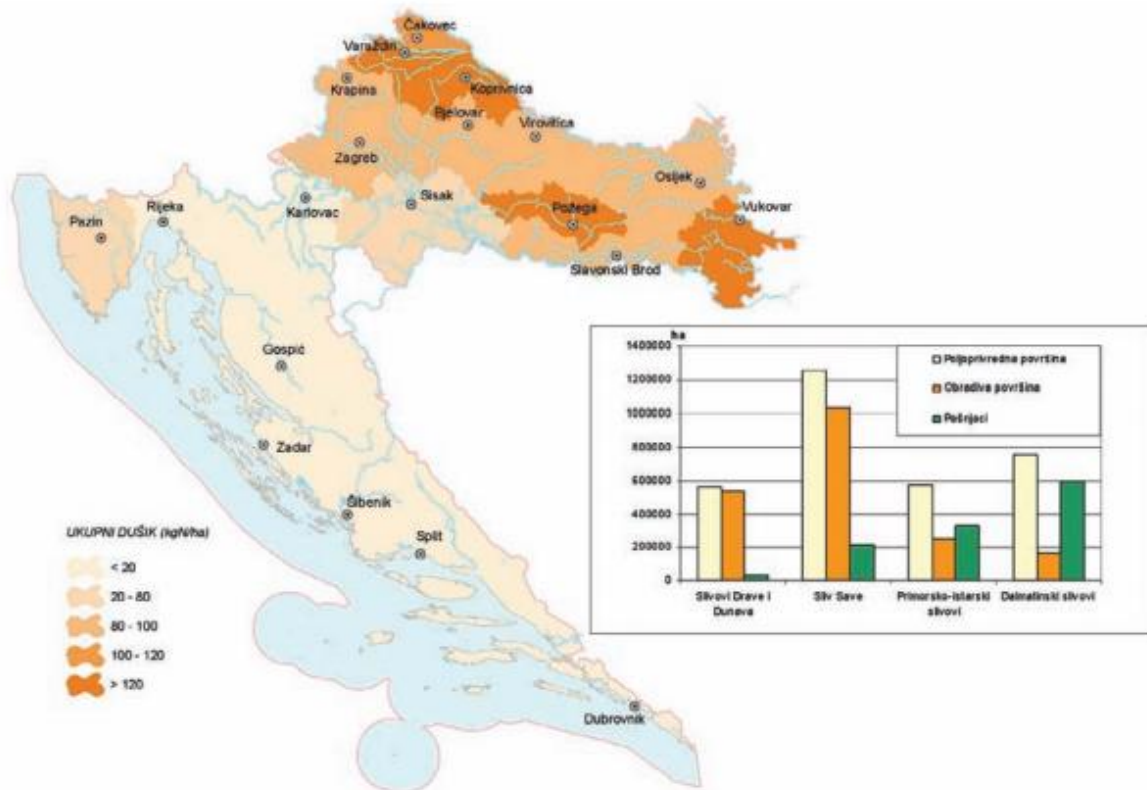 Čakovec
Varaždin
Krapina
Koprivnica
Bjelovar
Virovitica
Zagreb
Osijek
Sisak
Rijeka
Karlovac
Požega
Vukovar
Pazin
Slavonski Brod
Gospić
Zadar
Šibenik
Split
Dubrovnik
UKUPNI DUŠIK (kgN/ha)
< 20
20 - 80
80 - 100
100 - 120
> 120
ha
1400000
1200000
1000000
800000
600000
400000
200000
0
Poljoprivredna površina
Obradiva površina
Pašnjaci
Slivovi Drave i
Dunava
Sliv Save
Primorsko-istarski
slivovi
Dalmatinski slivovi